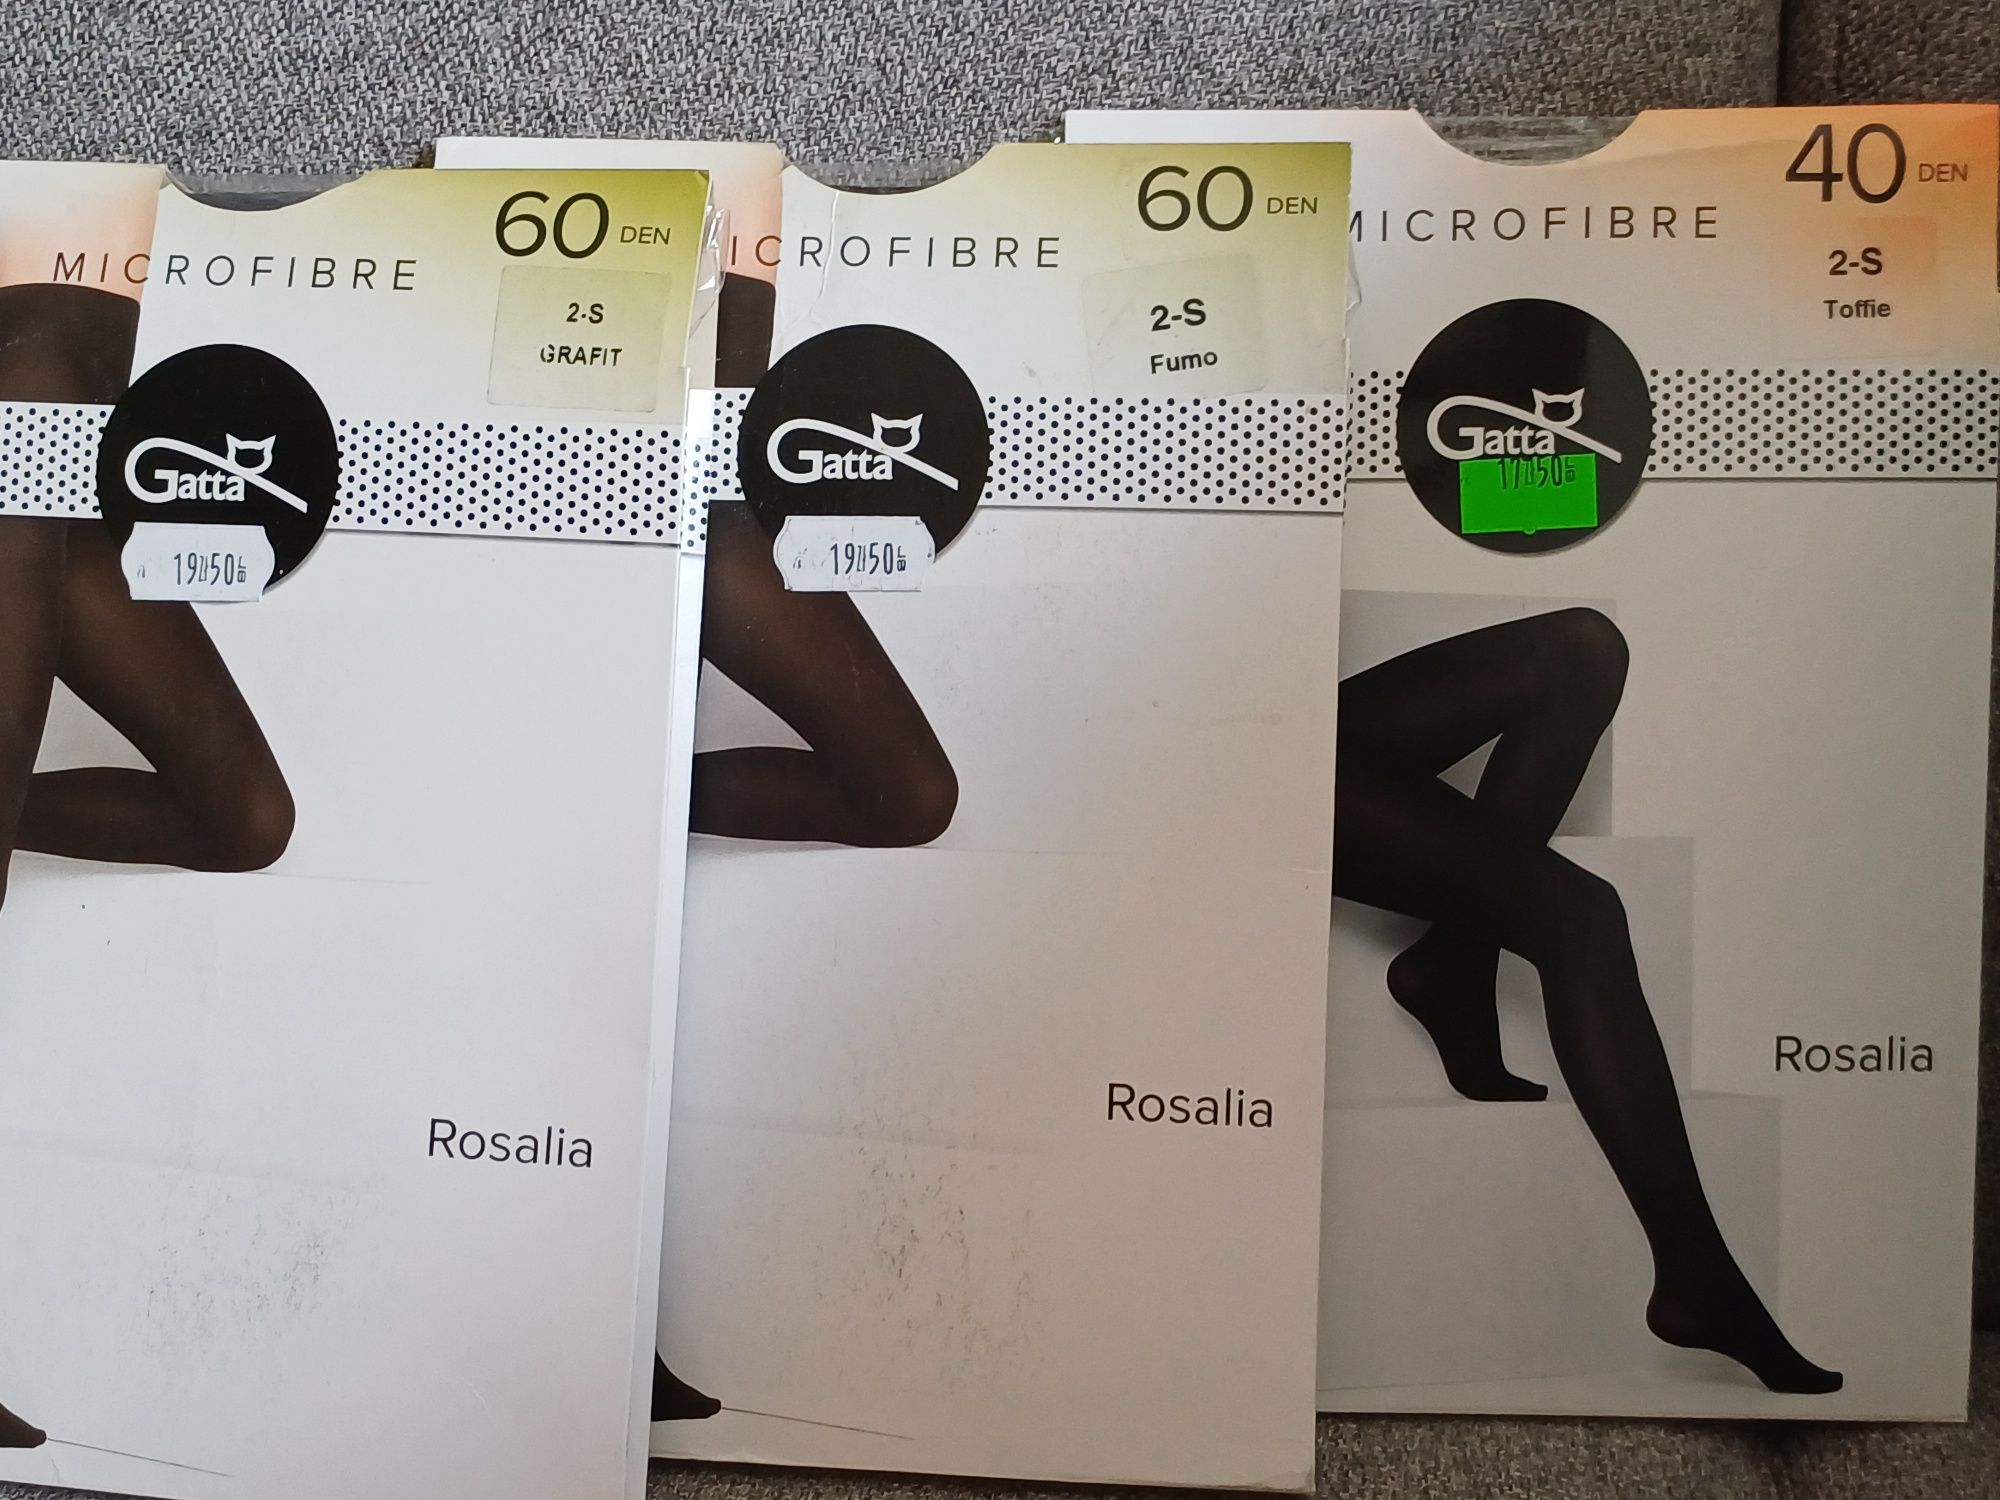 60 DEN
MICROFIBRE
2-S
GRAFIT
Gatta
19zł50gr
Rosalia
60 DEN
ICROFIBRE
2-S
Fumo
Gatta
19zł50gr
Rosalia
40 DEN
MICROFIBRE
2-S
Toffie
Gatta
17zł50gr
Rosalia